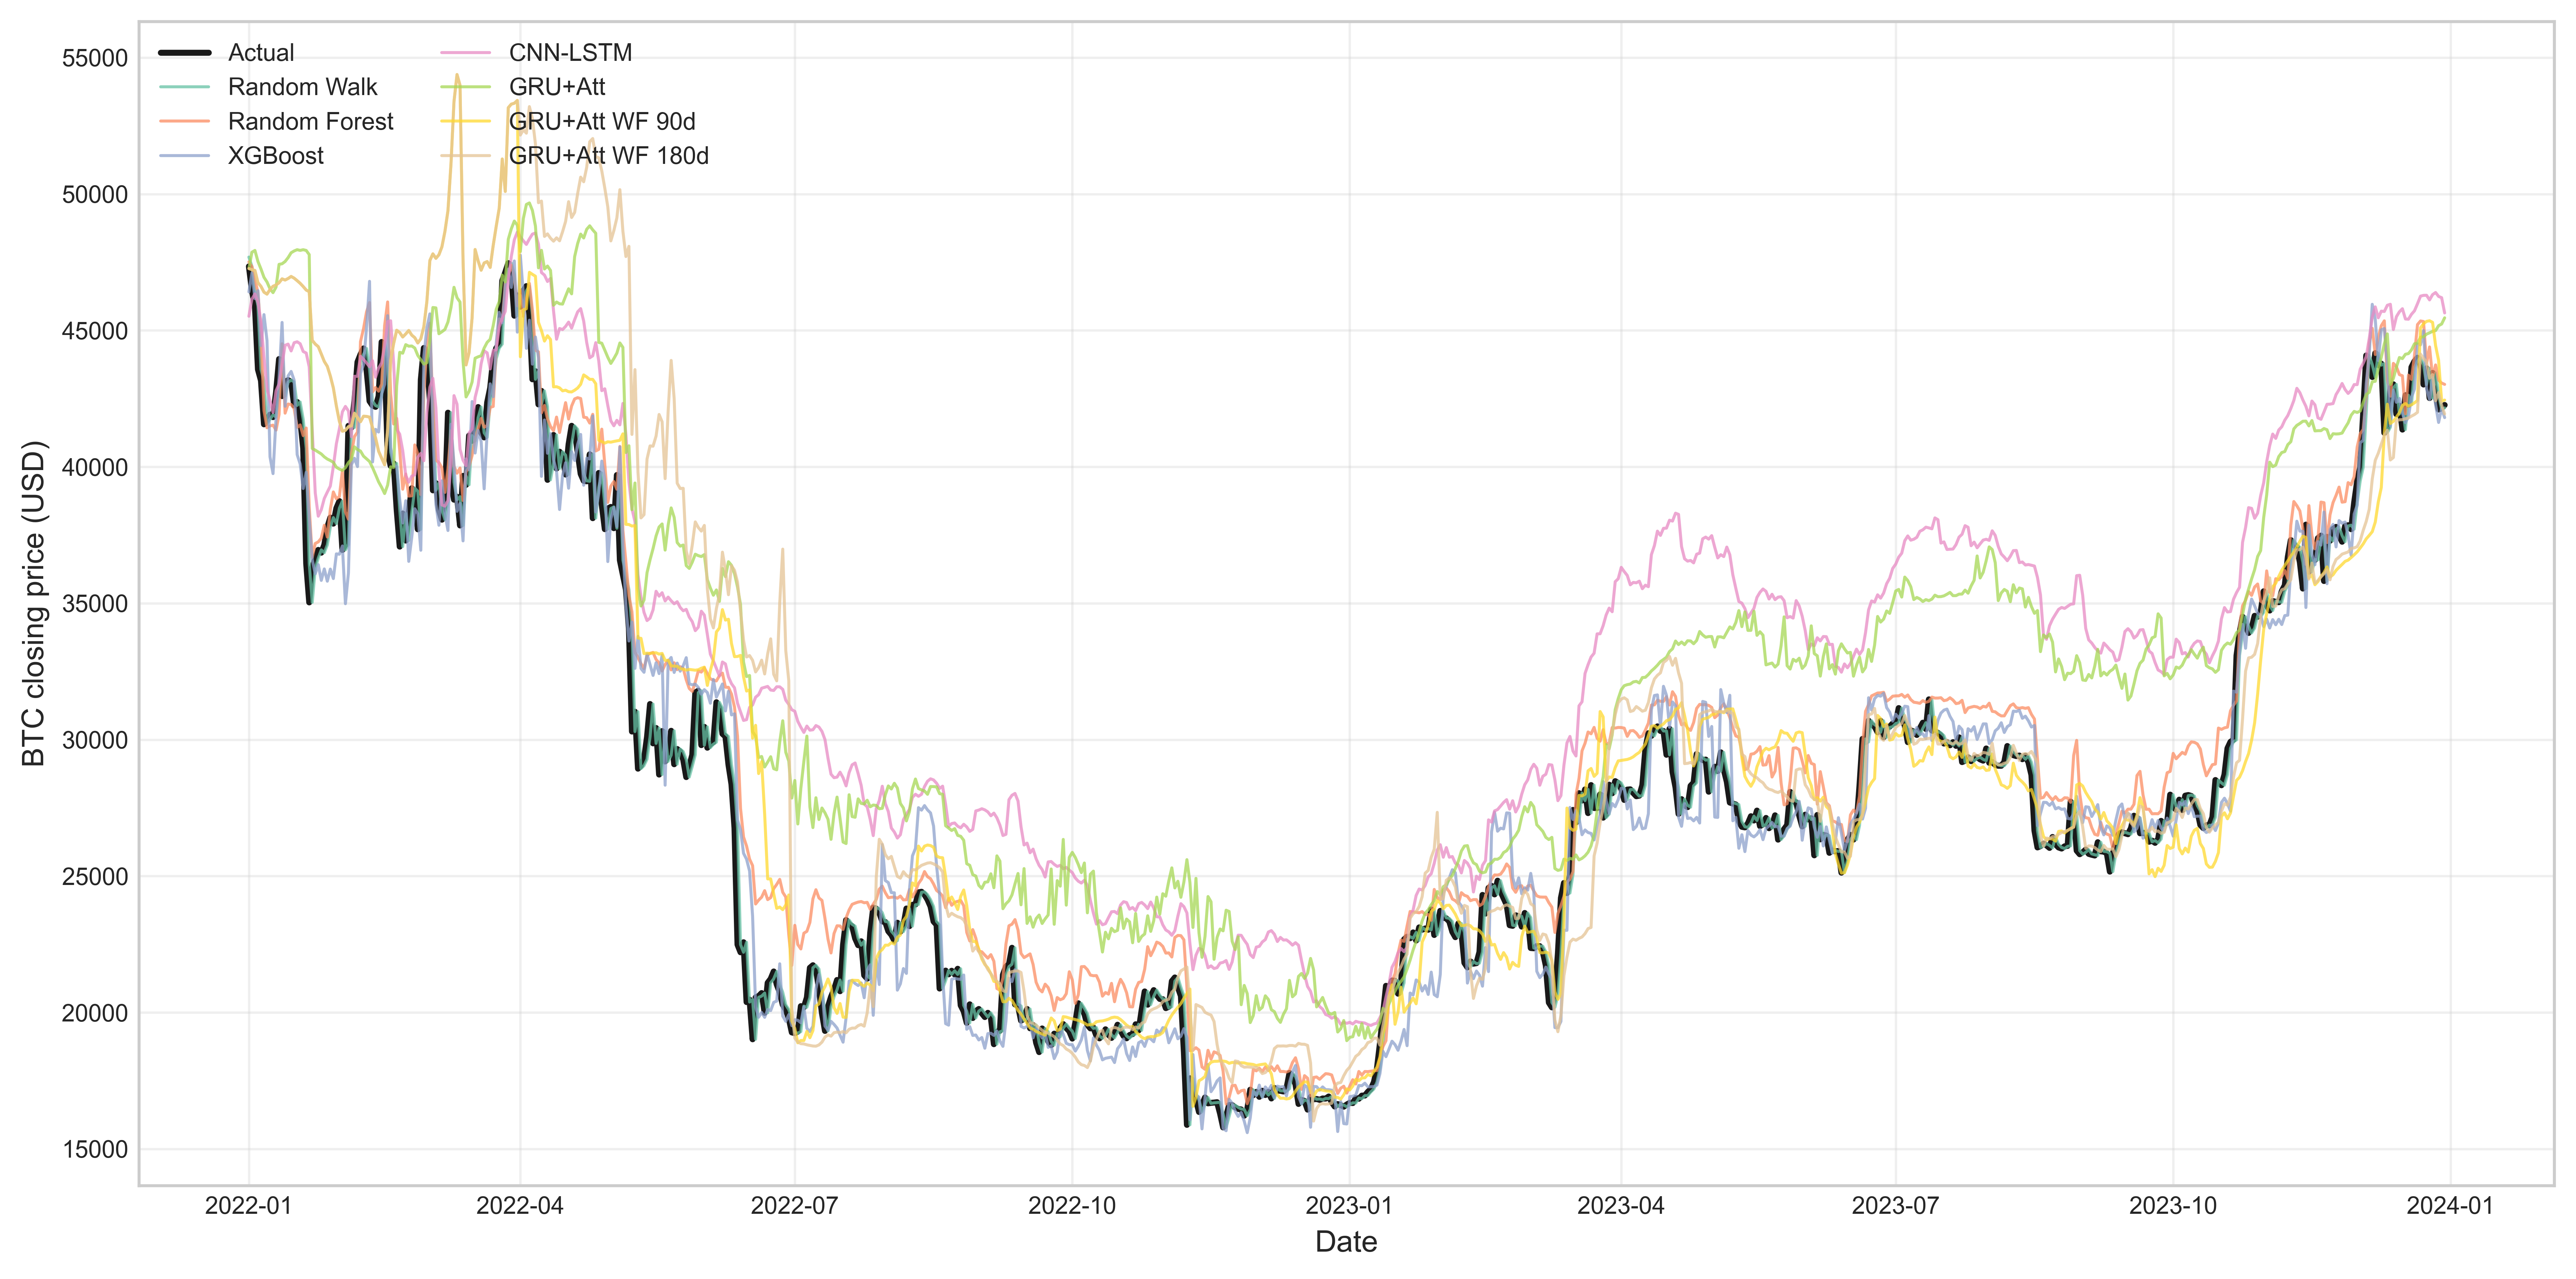 55000
50000
45000
40000
35000
30000
25000
20000
15000
BTC closing price (USD)
Actual
Random Walk
Random Forest
XGBoost
CNN-LSTM
GRU+Att
GRU+Att WF 90d
GRU+Att WF 180d
2022-01
2022-04
2022-07
2022-10
2023-01
2023-04
2023-07
2023-10
2024-01
Date